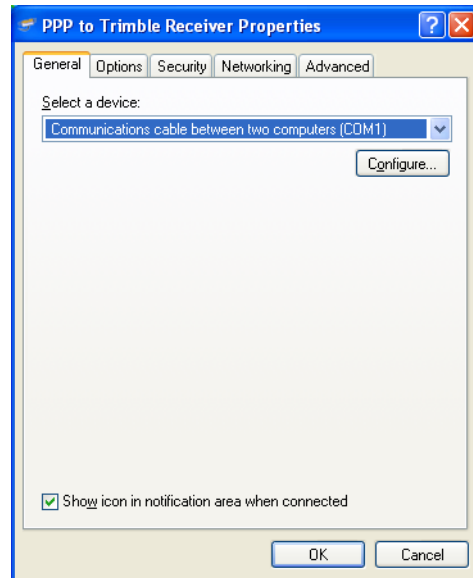 PPP to Trimble Receiver Properties
General Options Security Networking Advanced
Select a device:
Communications cable between two computers (COM1)
Configure...
Show icon in notification area when connected
OK Cancel